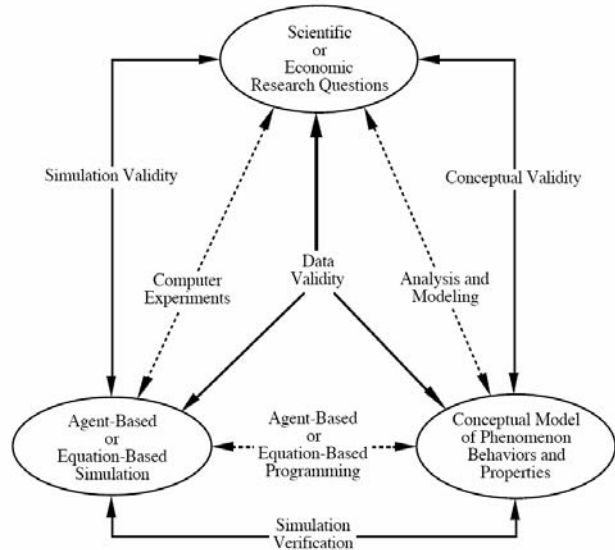 Scientific
or
Economic
Research Questions
Simulation Validity
Conceptual Validity
Data
Validity
Computer
Experiments
Analysis and
Modeling
Agent-Based
or
Equation-Based
Simulation
Agent-Based
or
Equation-Based
Programming
Conceptual Model
of Phenomenon
Behaviors and
Properties
Simulation
Verification